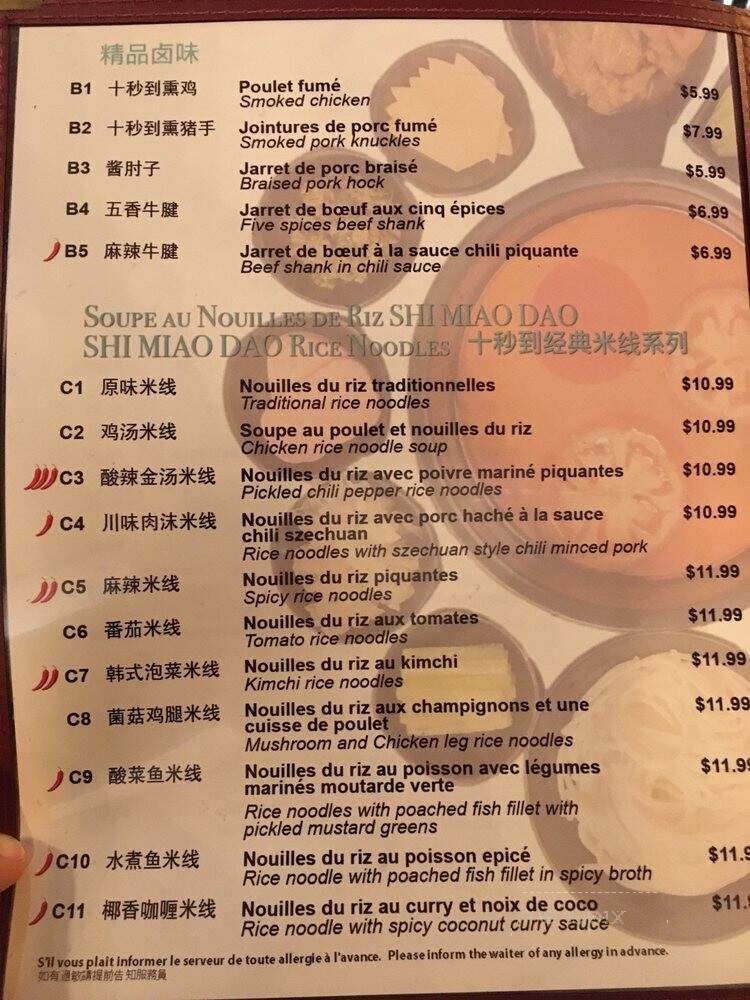 精品卤味
B1 十秒到熏鸡 Poulet fumé $5.99
Smoked chicken
B2 十秒到熏猪手 Jointures de porc fumé $7.99
Smoked pork knuckles
B3 酱肘子 Jarret de porc braisé $5.99
Braised pork hock
B4 五香牛腱 Jarret de bœuf aux cinq épices $6.99
Five spices beef shank
B5 麻辣牛腱 Jarret de bœuf à la sauce chili piquante $6.99
Beef shank in chili sauce
SOUPE AU NOUILLES DE RIZ SHI MIAO DAO
SHI MIAO DAO RICE NOODLES 十秒到经典米线系列
C1 原味米线 Nouilles du riz traditionnelles $10.99
Traditional rice noodles
C2 鸡汤米线 Soupe au poulet et nouilles du riz $10.99
Chicken rice noodle soup
C3 酸辣金汤米线 Nouilles du riz avec poivre mariné piquantes $10.99
Pickled chili pepper rice noodles
C4 川味肉沫米线 Nouilles du riz avec porc haché à la sauce $10.99
chili szechuan
Rice noodles with szechuan style chili minced pork
C5 麻辣米线 Nouilles du riz piquantes $11.99
Spicy rice noodles
C6 番茄米线 Nouilles du riz aux tomates $11.99
Tomato rice noodles
C7 韩式泡菜米线 Nouilles du riz au kimchi $11.99
Kimchi rice noodles
C8 菌菇鸡腿米线 Nouilles du riz aux champignons et une $11.99
cuisse de poulet
Mushroom and Chicken leg rice noodles
C9 酸菜鱼米线 Nouilles du riz au poisson avec légumes $11.99
marinés moutarde verte
Rice noodles with poached fish fillet with
pickled mustard greens
C10 水煮鱼米线 Nouilles du riz au poisson epicé $11.9
Rice noodle with poached fish fillet in spicy broth
C11 椰香咖喱米线 Nouilles du riz au curry et noix de coco $11.
Rice noodle with spicy coconut curry sauce
S'il vous plaît informer le serveur de toute allergie à l'avance. Please inform the waiter of any allergy in advance.
如有過敏請提前告知服務員